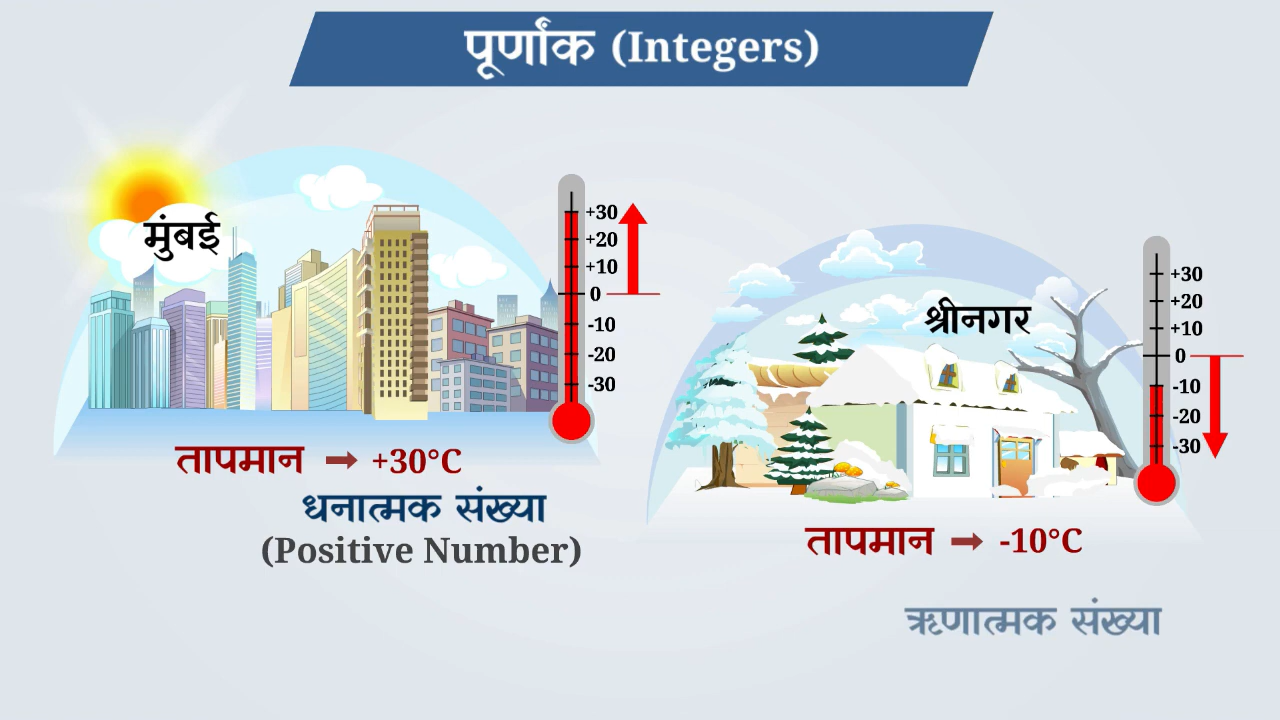 पूर्णांक (Integers)
मुंबई
+30
+20
+10
0
-10
-20
-30
तापमान → +30°C
धनात्मक संख्या
(Positive Number)
श्रीनगर
+30
+20
+10
0
-10
-20
-30
तापमान → -10°C
ऋणात्मक संख्या